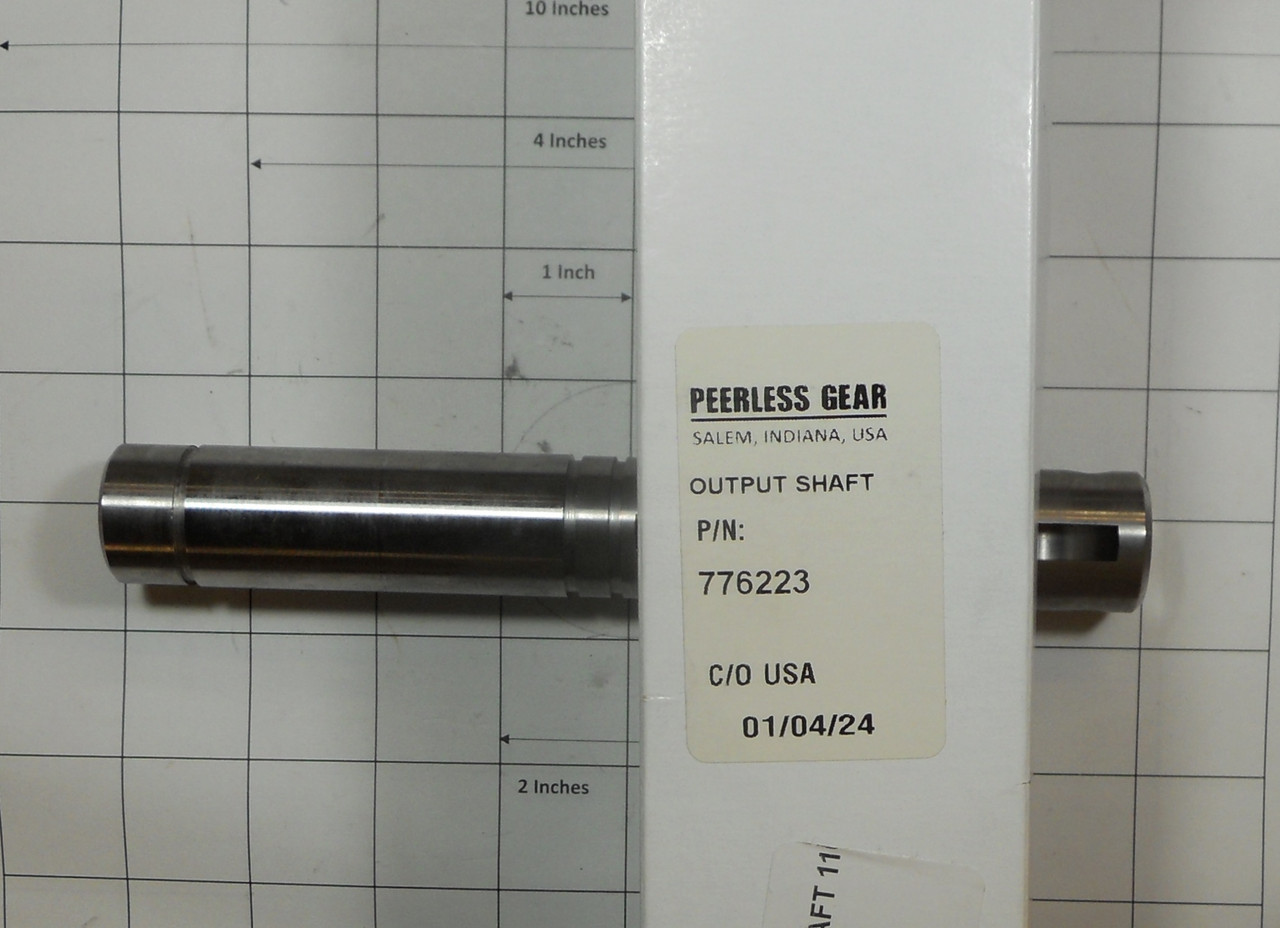 10 Inches
4 Inches
1 Inch
PEERLESS GEAR
SALEM, INDIANA, USA
OUTPUT SHAFT
P/N:
776223
C/O USA
01/04/24
2 Inches